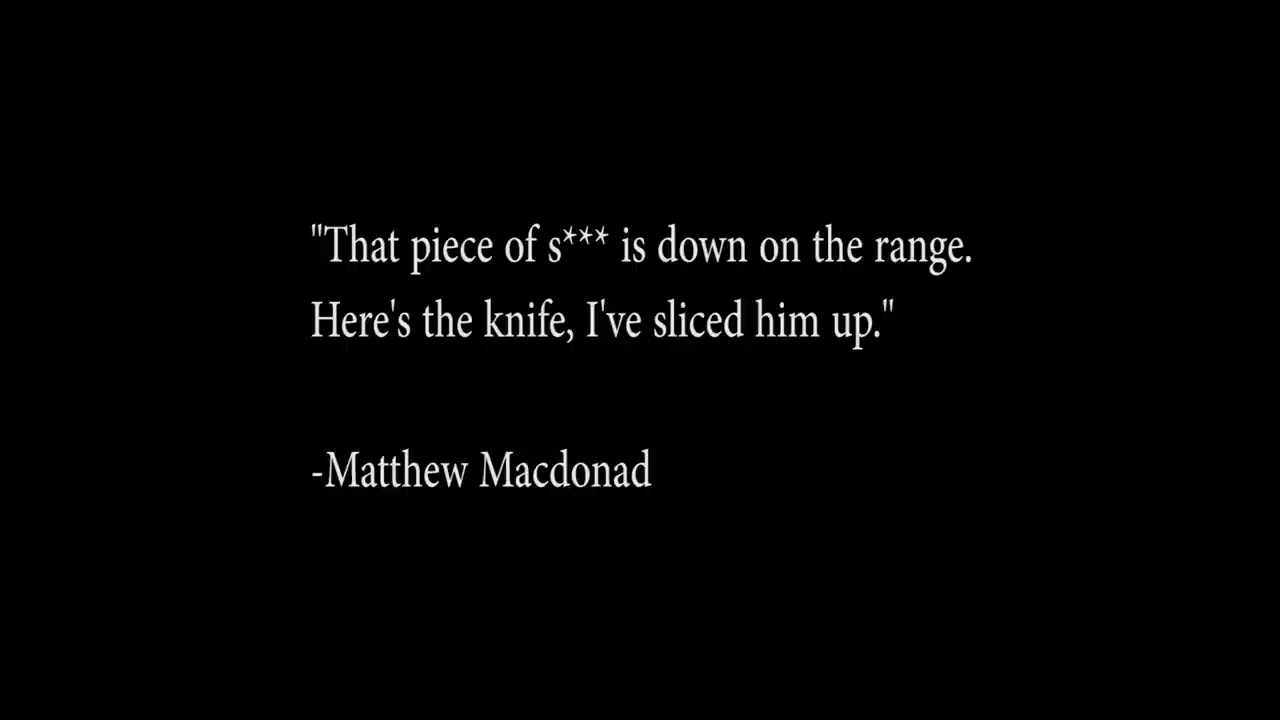 "That piece of s*** is down on the range.
Here's the knife, I've sliced him up."
-Matthew Macdonad